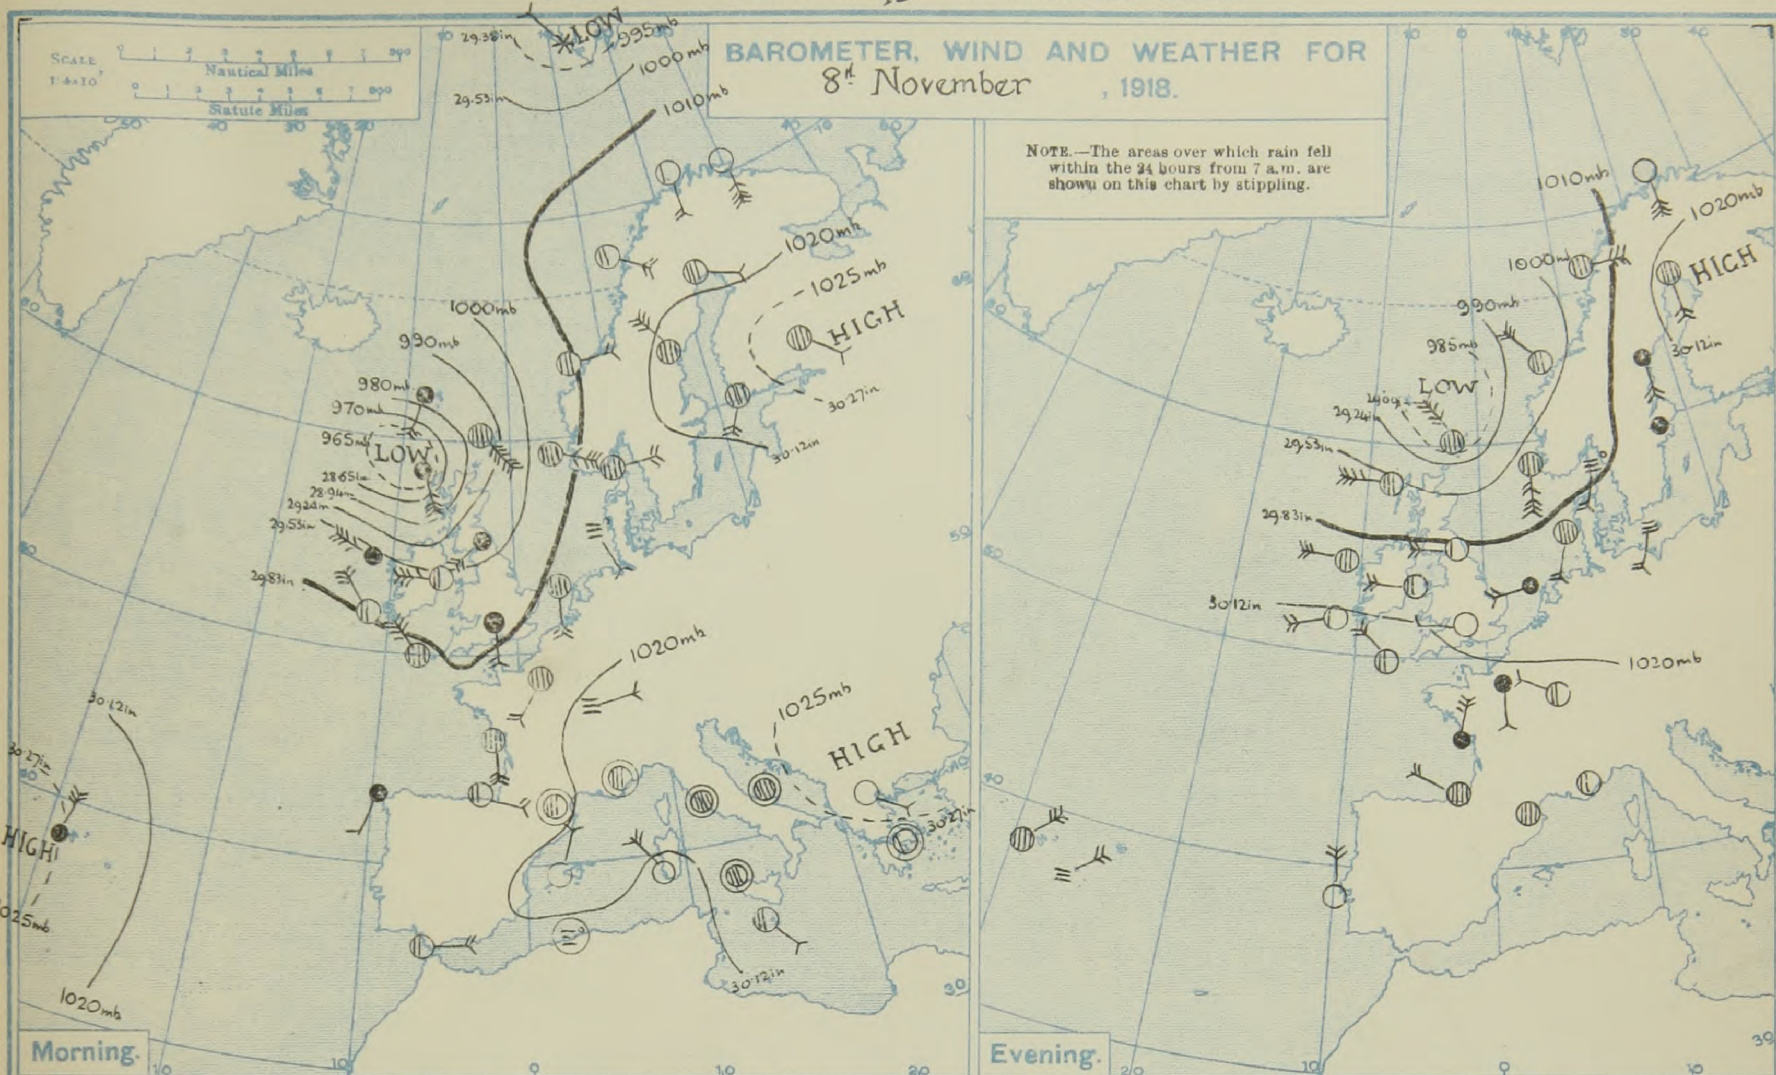 SCALE
Nautical Miles
Statute Miles
BAROMETER, WIND AND WEATHER FOR
8th November, 1918.
NOTE.—The areas over which rain fell
within the 24 hours from 7 a.m. are
shown on this chart by stippling.
LOW
29.38in
995mb
1000mb
29.53in
1010mb
1020mb
1025mb
HIGH
30.27in
30.12in
1000mb
990mb
980mb
970mb
965mb
LOW
28.65in
28.94in
29.24in
29.53in
29.83in
1020mb
1025mb
HIGH
30.27in
30.12in
30.12in
30.27in
HIGH
1025mb
1020mb
Morning.
1010mb
1020mb
HIGH
1000mb
990mb
985mb
LOW
30.12in
29.24in
29.53in
29.83in
30.12in
1020mb
Evening.